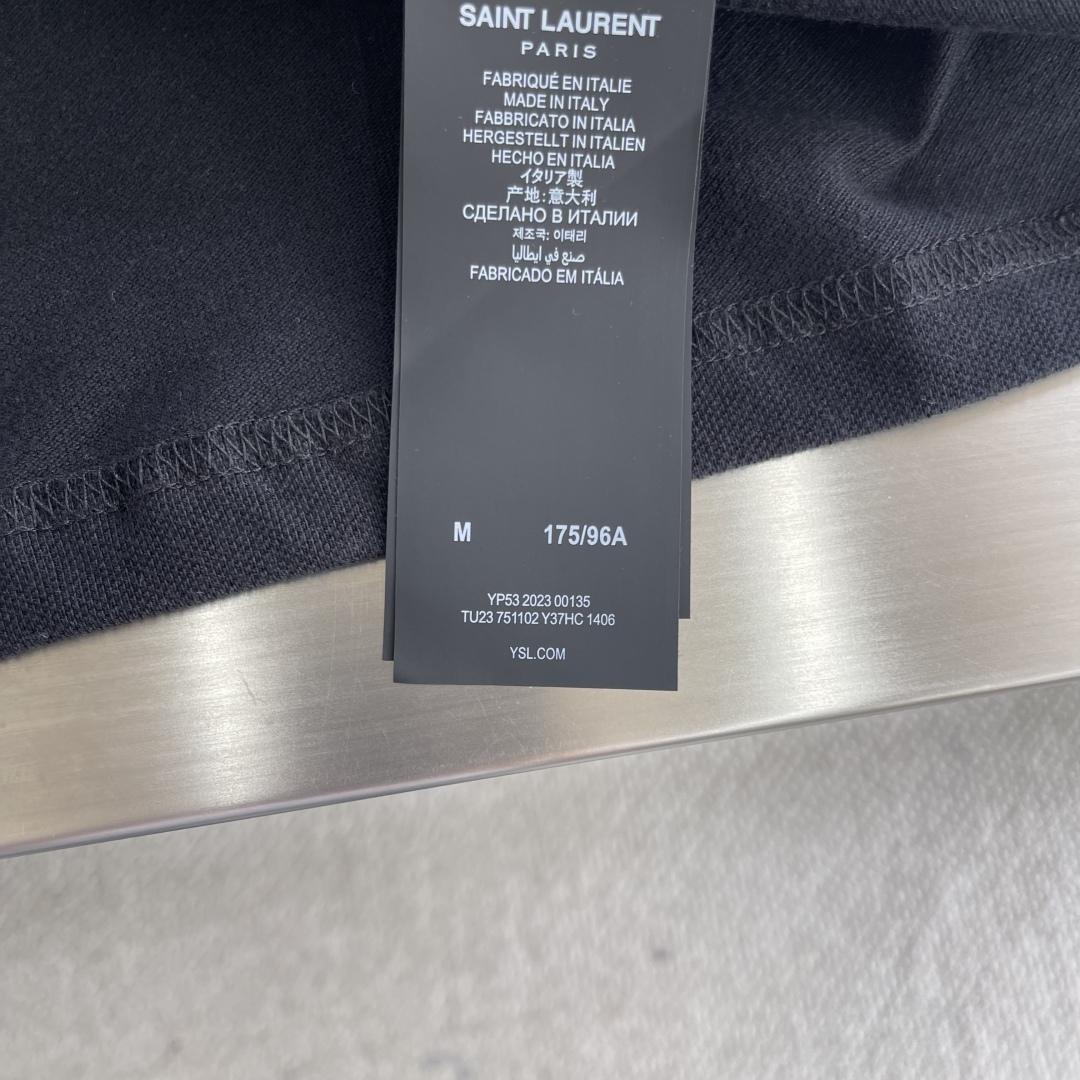 SAINT LAURENT
PARIS
FABRIQUÉ EN ITALIE
MADE IN ITALY
FABBRICATO IN ITALIA
HERGESTELLT IN ITALIEN
HECHO EN ITALIA
イタリア製
产地:意大利
СДЕЛАНО В ИТАЛИИ
제조국: 이태리
صنع في ايطاليا
FABRICADO EM ITÁLIA
M 175/96A
YP53 2023 00135
TU23 751102 Y37HC 1406
YSL.COM